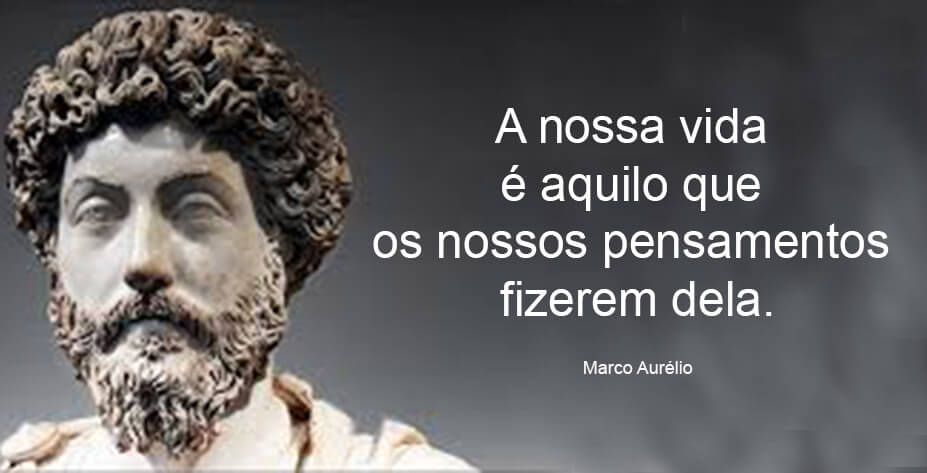 A nossa vida
é aquilo que
os nossos pensamentos
fizerem dela.
Marco Aurélio